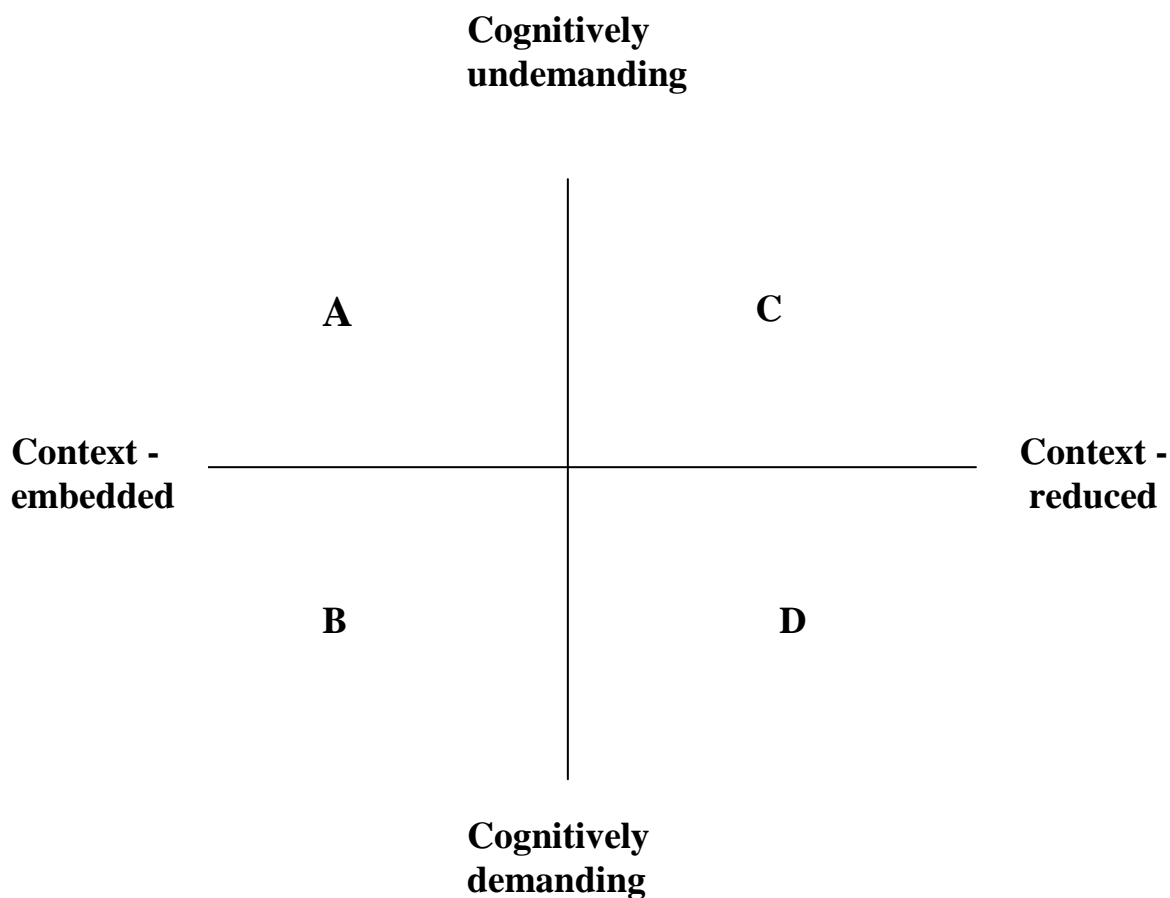 Cognitively
undemanding
A
C
Context -
embedded
Context -
reduced
B
D
Cognitively
demanding